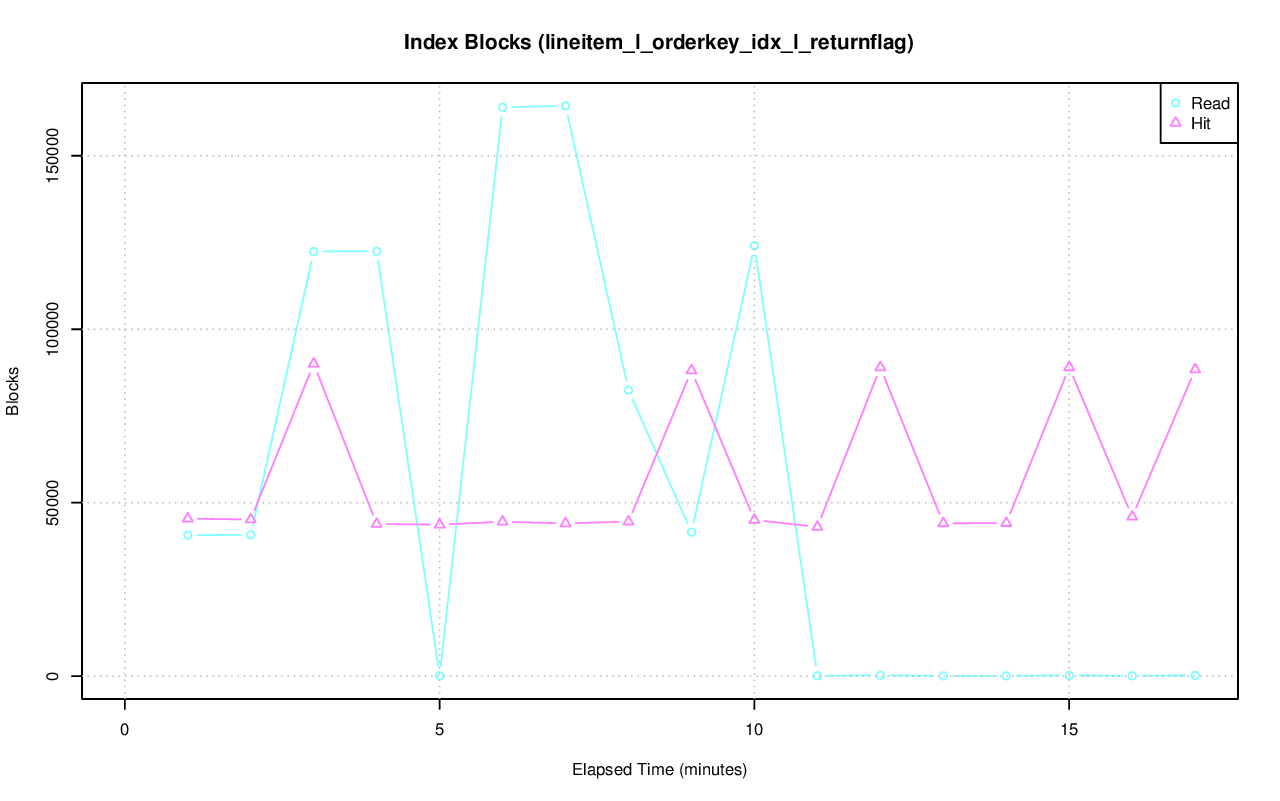 Index Blocks (lineitem_l_orderkey_idx_l_returnflag)
Read
Hit
Blocks
150000
100000
50000
0
0 5 10 15
Elapsed Time (minutes)